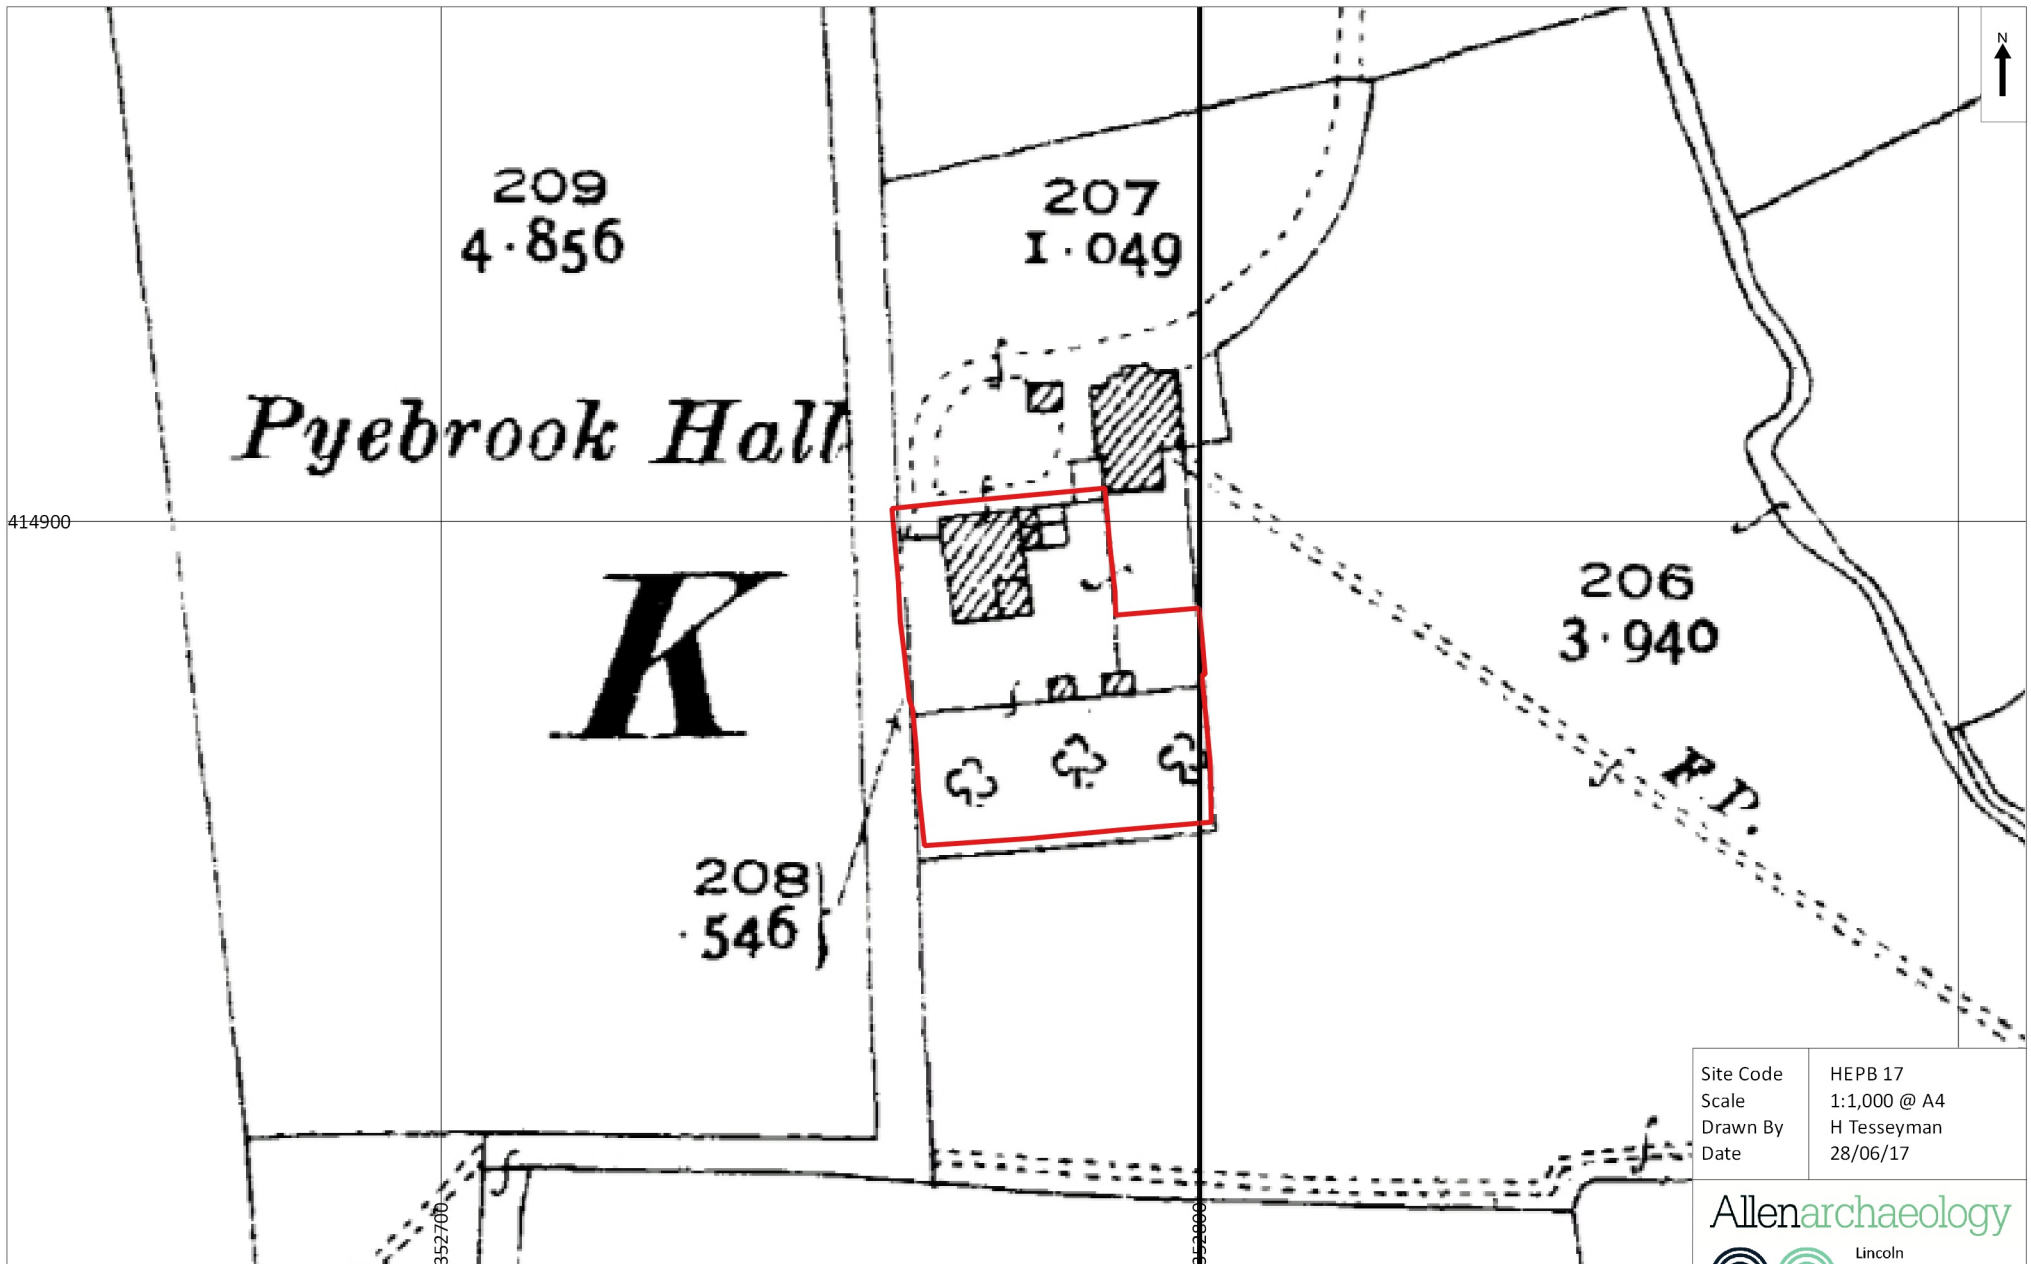 N
209
4·856
207
1·049
Pyebrook Hall
414900
K
206
3·940
F.P.
208
·546
352700
352800
Site Code HEPB 17
Scale 1:1,000 @ A4
Drawn By H Tesseyman
Date 28/06/17
Allenarchaeology
Lincoln